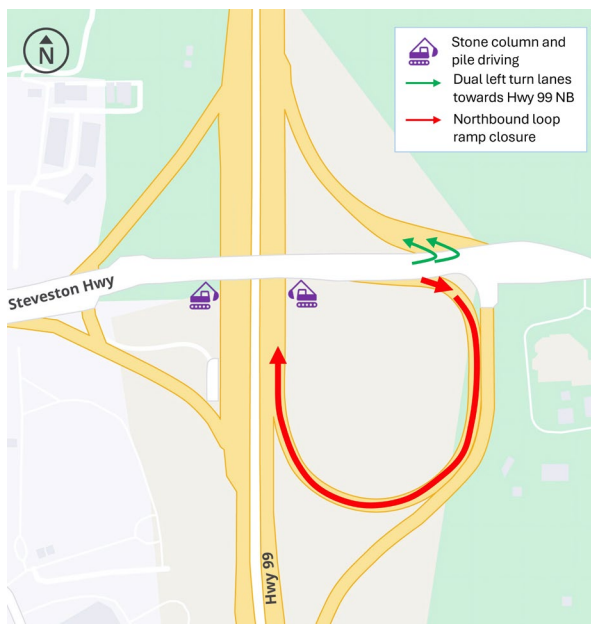 N
Stone column and
pile driving
Dual left turn lanes
towards Hwy 99 NB
Northbound loop
ramp closure
Steveston Hwy
Hwy 99